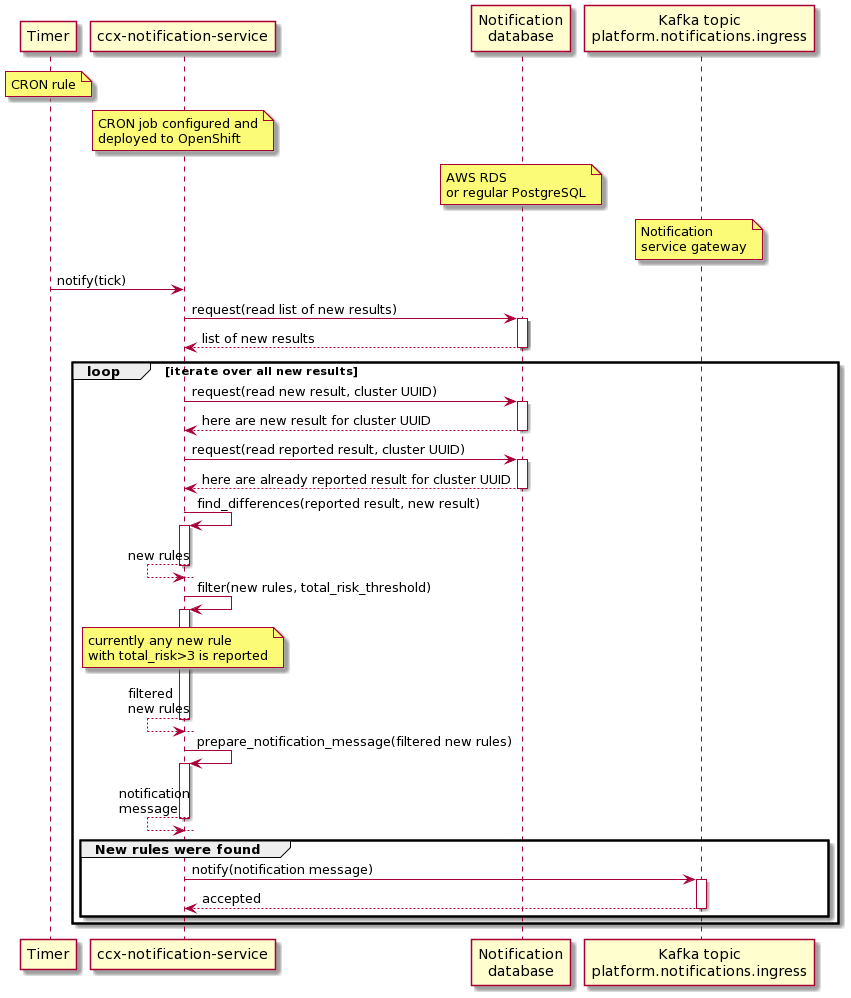 Timer
ccx-notification-service
Notification
database
Kafka topic
platform.notifications.ingress
CRON rule
CRON job configured and
deployed to OpenShift
AWS RDS
or regular PostgreSQL
Notification
service gateway
notify(tick)
request(read list of new results)
list of new results
loop [iterate over all new results]
request(read new result, cluster UUID)
here are new result for cluster UUID
request(read reported result, cluster UUID)
here are already reported result for cluster UUID
find_differences(reported result, new result)
new rules
filter(new rules, total_risk_threshold)
currently any new rule
with total_risk>3 is reported
filtered
new rules
prepare_notification_message(filtered new rules)
notification
message
New rules were found
notify(notification message)
accepted
Timer
ccx-notification-service
Notification
database
Kafka topic
platform.notifications.ingress